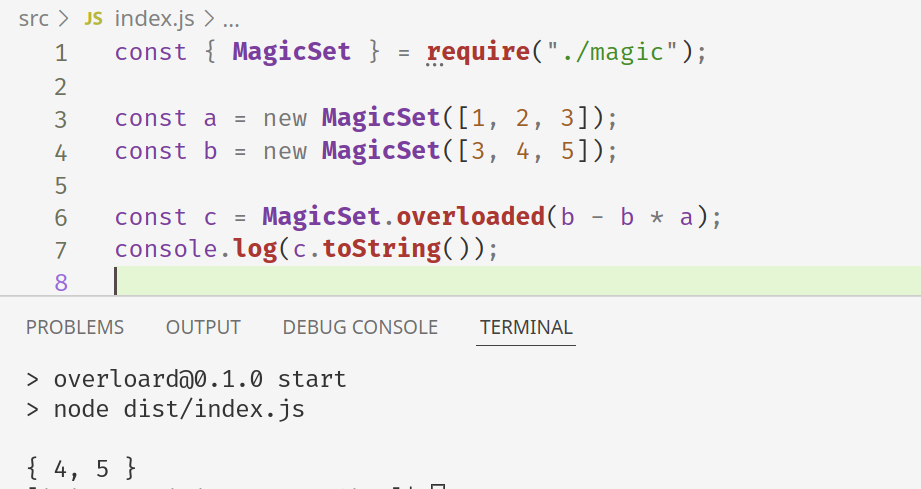 src > JS index.js > ...
1 const { MagicSet } = require("./magic");
2
3 const a = new MagicSet([1, 2, 3]);
4 const b = new MagicSet([3, 4, 5]);
5
6 const c = MagicSet.overloaded(b - b * a);
7 console.log(c.toString());
8
PROBLEMS OUTPUT DEBUG CONSOLE TERMINAL
> overloard@0.1.0 start
> node dist/index.js
{ 4, 5 }